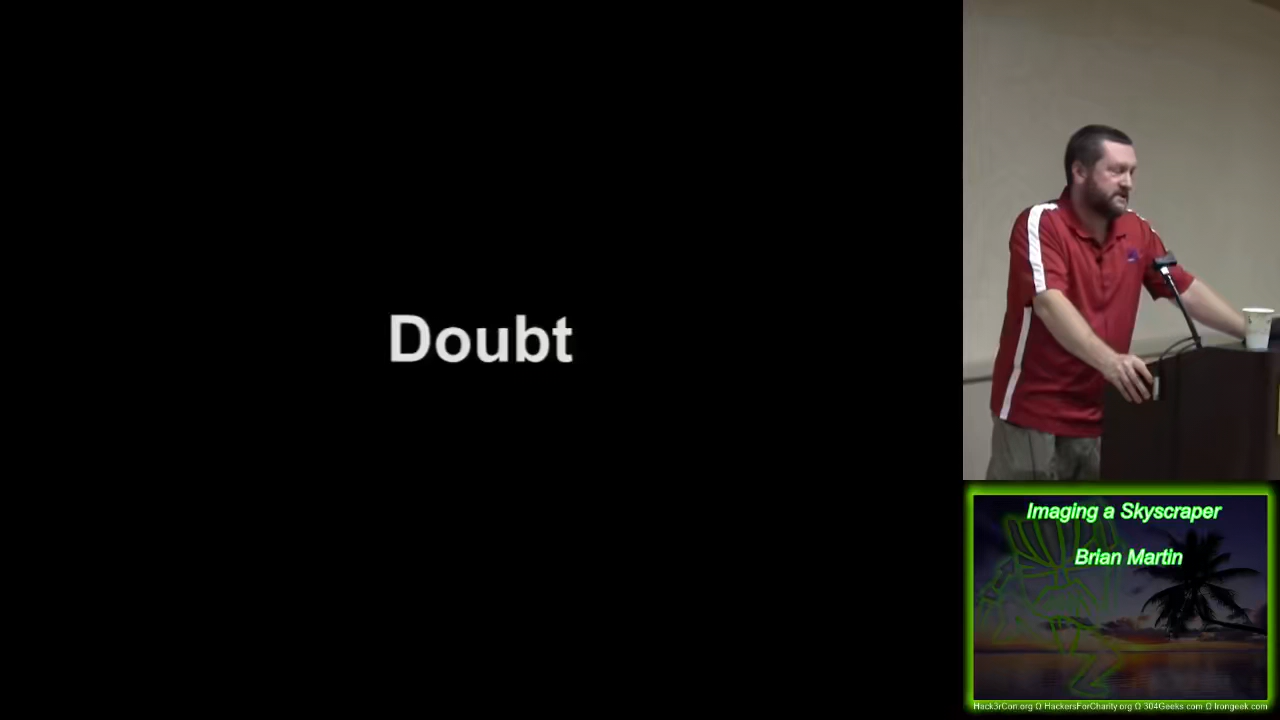 Doubt
Imaging a Skyscraper
Brian Martin
Hack3rCon.org Ω HackersForCharity.org Ω 304Geeks.com Ω Irongeek.com